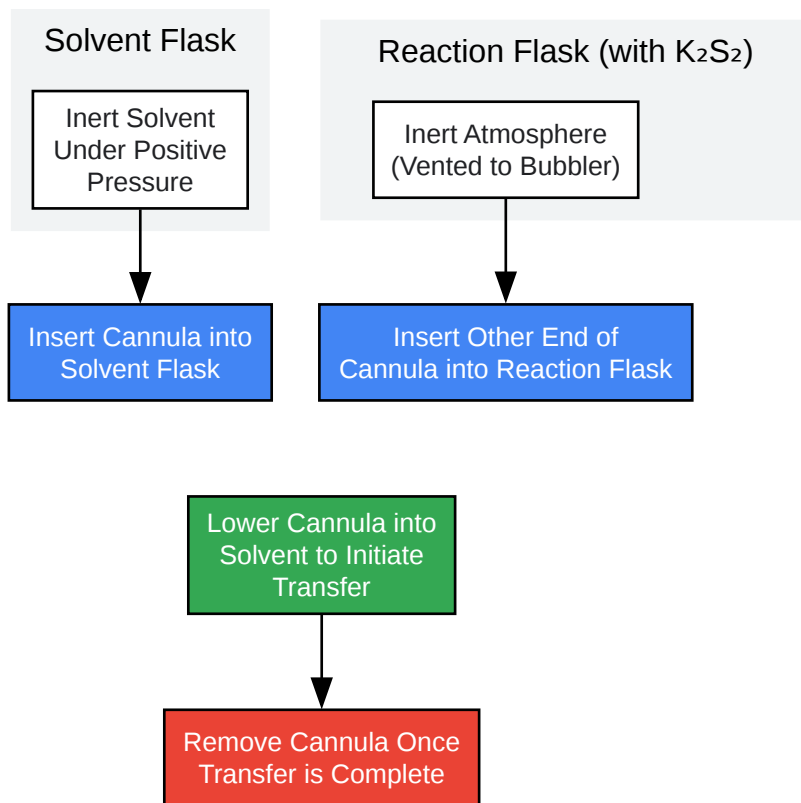 Solvent Flask
Inert Solvent
Under Positive
Pressure
Insert Cannula into
Solvent Flask
Reaction Flask (with K₂S₂)
Inert Atmosphere
(Vented to Bubbler)
Insert Other End of
Cannula into Reaction Flask
Lower Cannula into
Solvent to Initiate
Transfer
Remove Cannula Once
Transfer is Complete